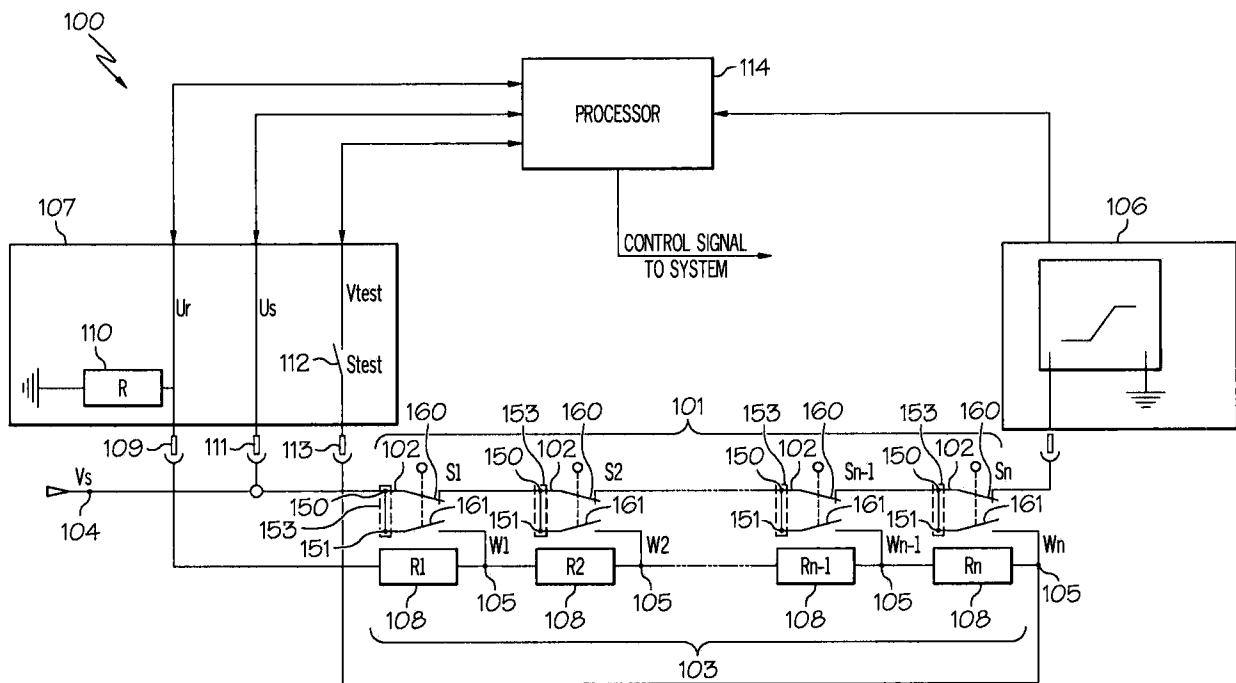 100
114
PROCESSOR
107
106
CONTROL SIGNAL
TO SYSTEM
Ur
Us
Vtest
110
112
Stest
R
109
111
113
101
153
160
153
160
153
160
160
150
102
S1
150
102
S2
150
102
Sn-1
150
102
Sn
Vs
104
150
153
151
161
151
161
151
161
151
161
W1
W2
Wn-1
Wn
R1
R2
Rn-1
Rn
105
105
105
105
108
108
108
108
103